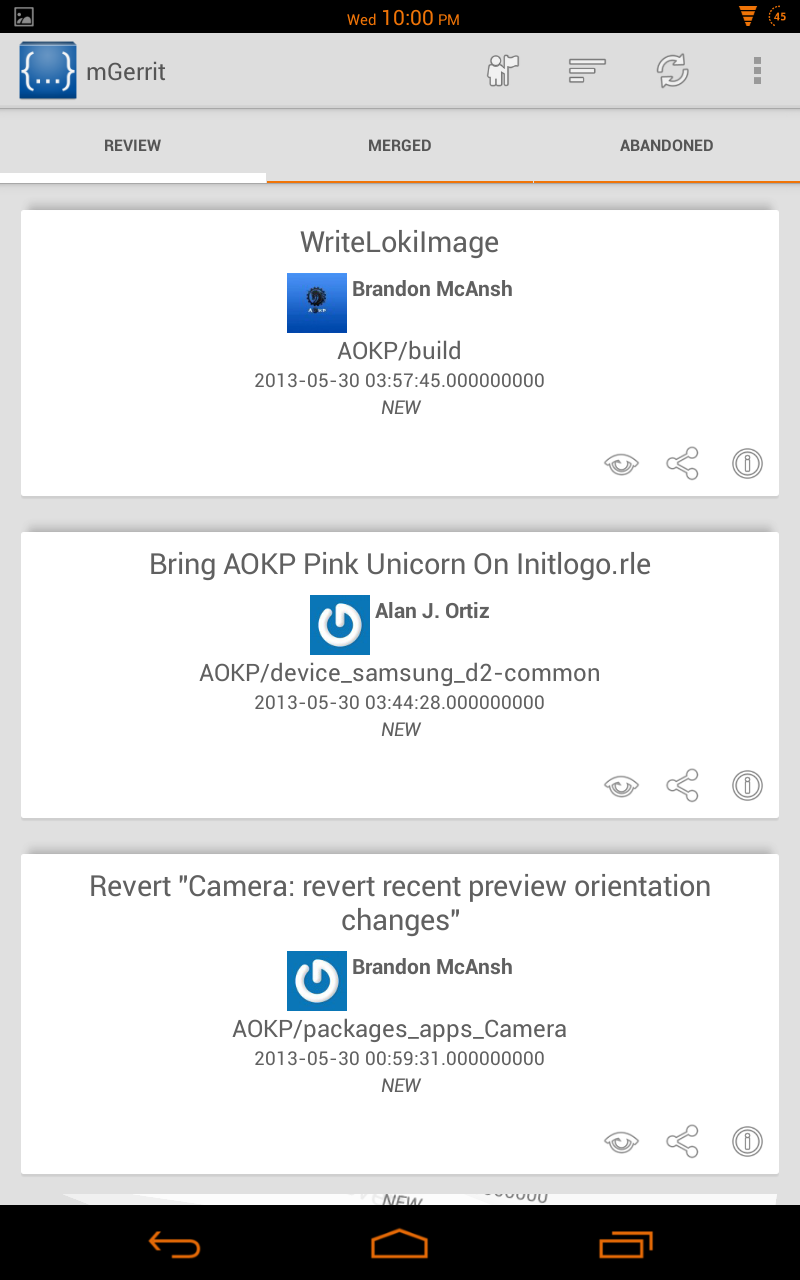 Wed 10:00 PM
45
{...} mGerrit
REVIEW
MERGED
ABANDONED
WriteLokiImage
Brandon McAnsh
AOKP
AOKP/build
2013-05-30 03:57:45.000000000
NEW
Bring AOKP Pink Unicorn On Initlogo.rle
Alan J. Ortiz
AOKP/device_samsung_d2-common
2013-05-30 03:44:28.000000000
NEW
Revert "Camera: revert recent preview orientation
changes"
Brandon McAnsh
AOKP/packages_apps_Camera
2013-05-30 00:59:31.000000000
NEW
NEW